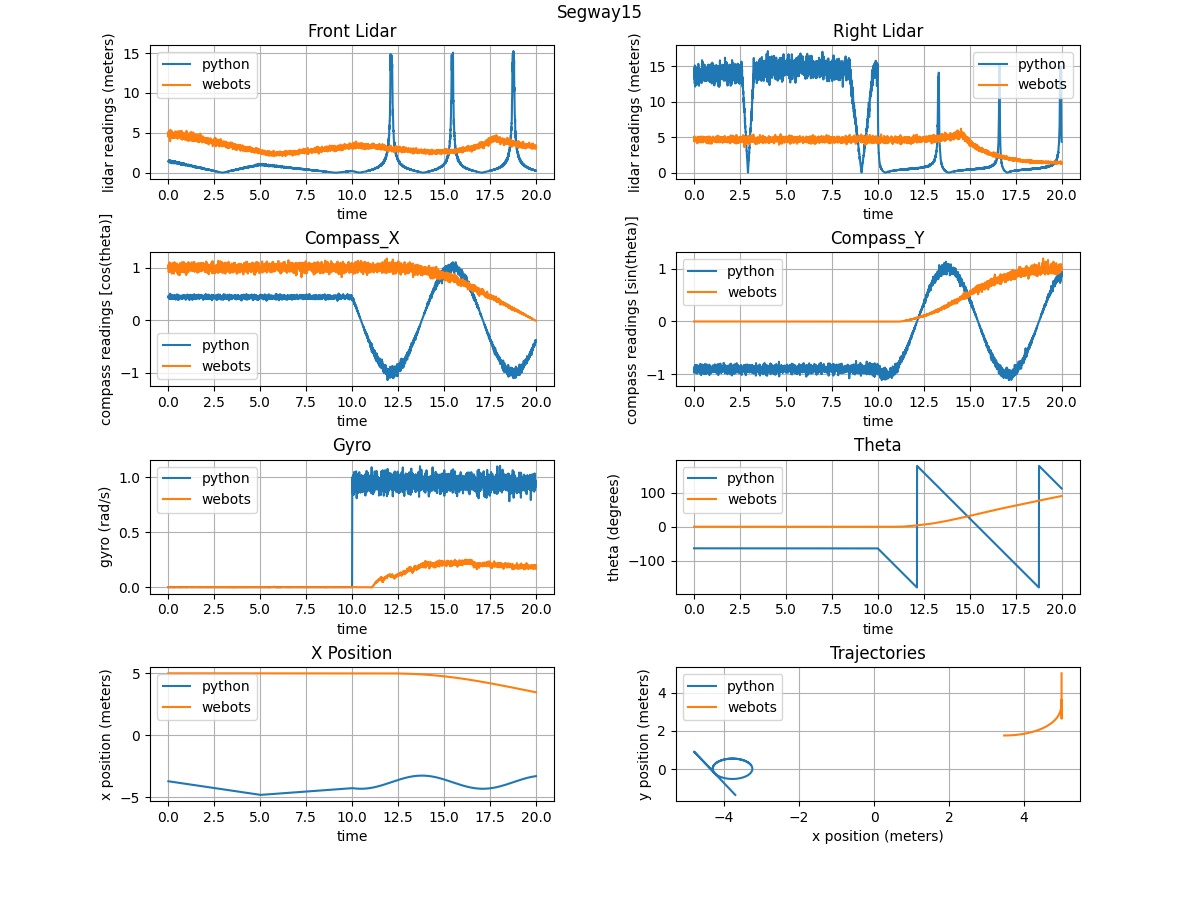 Segway15
Front Lidar
lidar readings (meters)
15
10
5
0
python
webots
0.0 2.5 5.0 7.5 10.0 12.5 15.0 17.5 20.0
time
Right Lidar
lidar readings (meters)
15
10
5
0
python
webots
0.0 2.5 5.0 7.5 10.0 12.5 15.0 17.5 20.0
time
Compass_X
compass readings [cos(theta)]
1
0
−1
python
webots
0.0 2.5 5.0 7.5 10.0 12.5 15.0 17.5 20.0
time
Compass_Y
compass readings [sin(theta)]
1
0
−1
python
webots
0.0 2.5 5.0 7.5 10.0 12.5 15.0 17.5 20.0
time
Gyro
gyro (rad/s)
1.0
0.5
0.0
python
webots
0.0 2.5 5.0 7.5 10.0 12.5 15.0 17.5 20.0
time
Theta
theta (degrees)
100
0
−100
python
webots
0.0 2.5 5.0 7.5 10.0 12.5 15.0 17.5 20.0
time
X Position
x position (meters)
5
0
−5
python
webots
0.0 2.5 5.0 7.5 10.0 12.5 15.0 17.5 20.0
time
Trajectories
y position (meters)
4
2
0
python
webots
−4 −2 0 2 4
x position (meters)